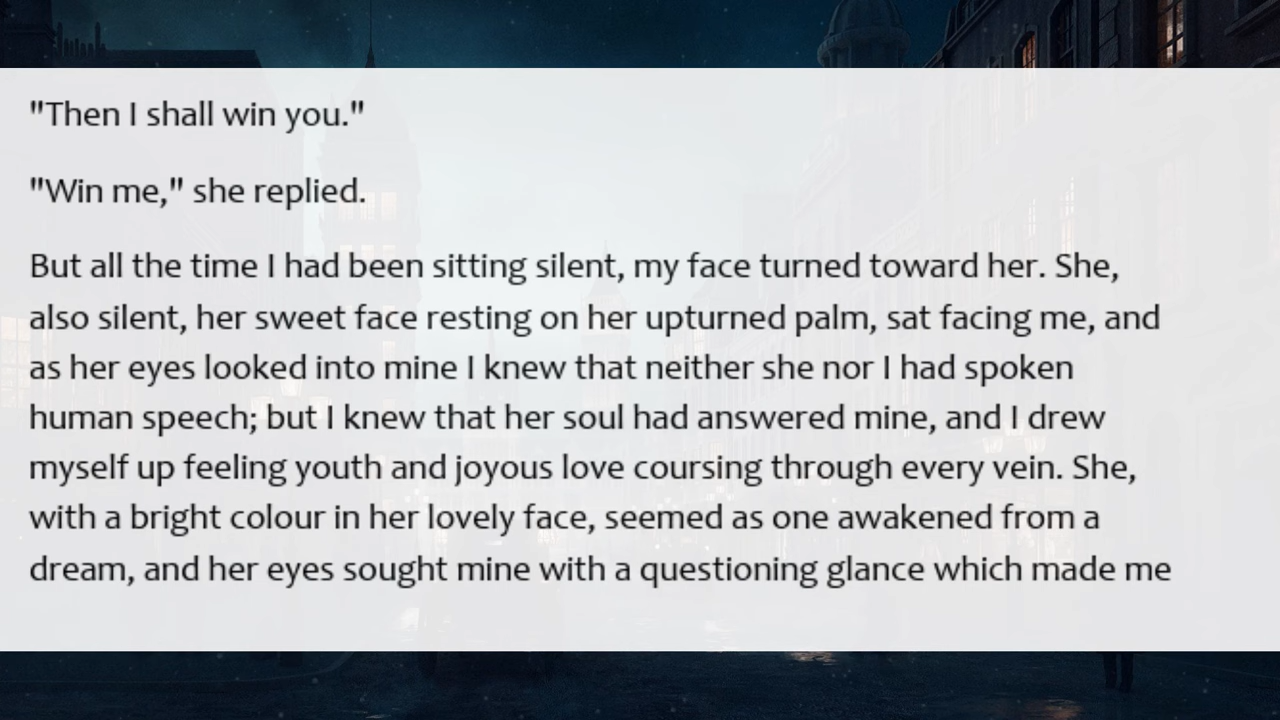 "Then I shall win you."
"Win me," she replied.
But all the time I had been sitting silent, my face turned toward her. She,
also silent, her sweet face resting on her upturned palm, sat facing me, and
as her eyes looked into mine I knew that neither she nor I had spoken
human speech; but I knew that her soul had answered mine, and I drew
myself up feeling youth and joyous love coursing through every vein. She,
with a bright colour in her lovely face, seemed as one awakened from a
dream, and her eyes sought mine with a questioning glance which made me